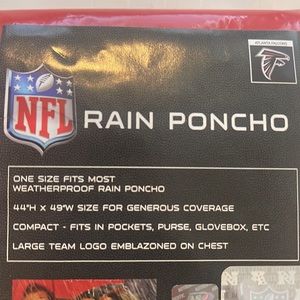 ATLANTA FALCONS
NFL
RAIN PONCHO
ONE SIZE FITS MOST
WEATHERPROOF RAIN PONCHO
44"H X 49"W SIZE FOR GENEROUS COVERAGE
COMPACT - FITS IN POCKETS, PURSE, GLOVEBOX, ETC
LARGE TEAM LOGO EMBLAZONED ON CHEST